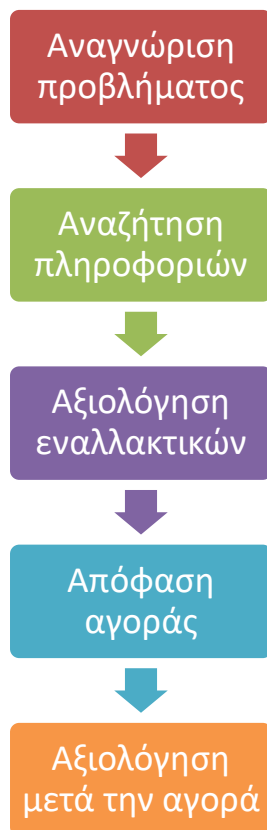 Αναγνώριση
προβλήματος
Αναζήτηση
πληροφοριών
Αξιολόγηση
εναλλακτικών
Απόφαση
αγοράς
Αξιολόγηση
μετά την αγορά